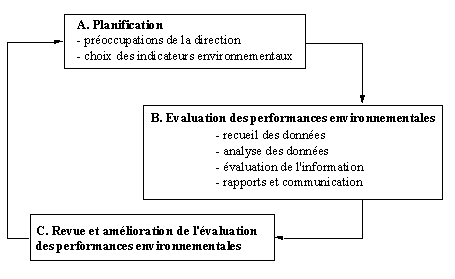 A. Planification
- préoccupations de la direction
- choix des indicateurs environnementaux
B. Evaluation des performances environnementales
- recueil des données
- analyse des données
- évaluation de l'information
- rapports et communication
C. Revue et amélioration de l'évaluation
des performances environnementales